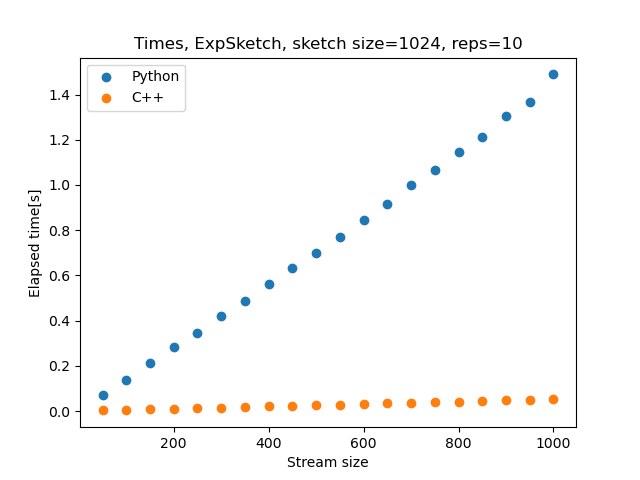 Times, ExpSketch, sketch size=1024, reps=10
Python
C++
Elapsed time[s]
1.4
1.2
1.0
0.8
0.6
0.4
0.2
0.0
200 400 600 800 1000
Stream size